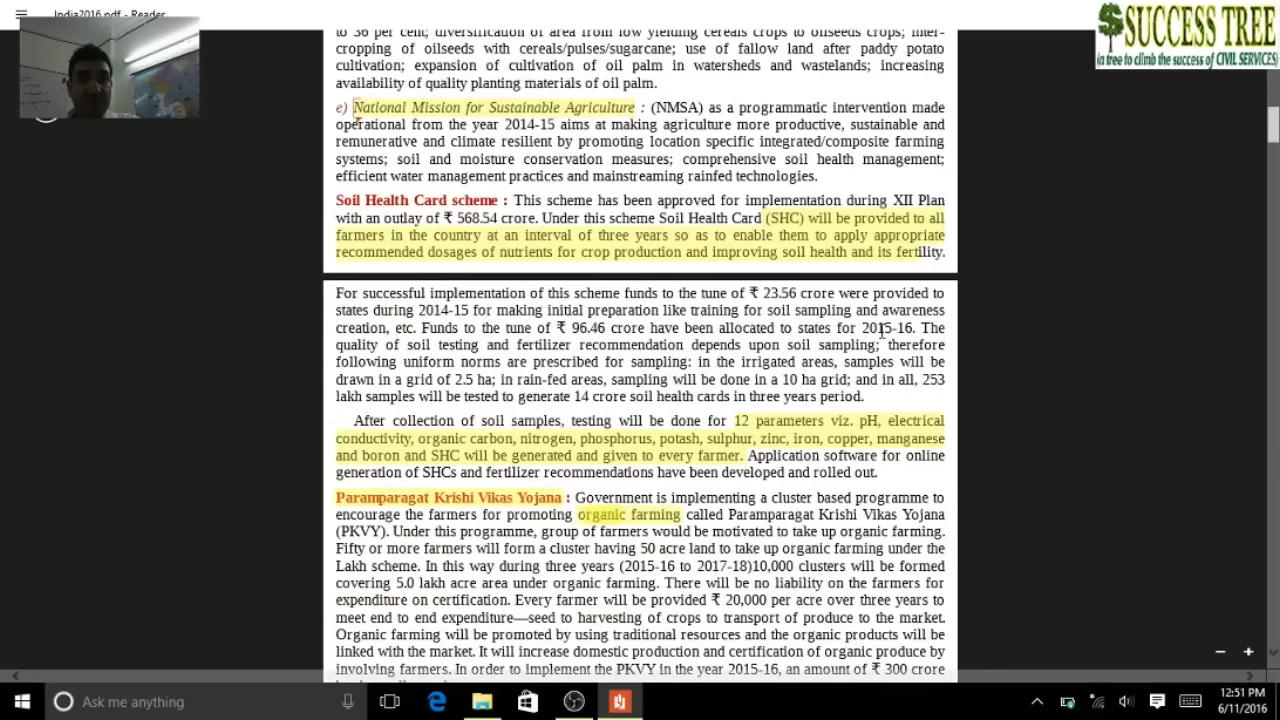 India2016.pdf - Reader
SUCCESS TREE
(a tree to climb the success of CIVIL SERVICES)
to 36 per cent; diversification of area from low yielding cereals crops to oilseeds crops; inter-
cropping of oilseeds with cereals/pulses/sugarcane; use of fallow land after paddy potato
cultivation; expansion of cultivation of oil palm in watersheds and wastelands; increasing
availability of quality planting materials of oil palm.
e) National Mission for Sustainable Agriculture : (NMSA) as a programmatic intervention made
operational from the year 2014-15 aims at making agriculture more productive, sustainable and
remunerative and climate resilient by promoting location specific integrated/composite farming
systems; soil and moisture conservation measures; comprehensive soil health management;
efficient water management practices and mainstreaming rainfed technologies.
Soil Health Card scheme : This scheme has been approved for implementation during XII Plan
with an outlay of ₹ 568.54 crore. Under this scheme Soil Health Card (SHC) will be provided to all
farmers in the country at an interval of three years so as to enable them to apply appropriate
recommended dosages of nutrients for crop production and improving soil health and its fertility.
For successful implementation of this scheme funds to the tune of ₹ 23.56 crore were provided to
states during 2014-15 for making initial preparation like training for soil sampling and awareness
creation, etc. Funds to the tune of ₹ 96.46 crore have been allocated to states for 2015-16. The
quality of soil testing and fertilizer recommendation depends upon soil sampling; therefore
following uniform norms are prescribed for sampling: in the irrigated areas, samples will be
drawn in a grid of 2.5 ha; in rain-fed areas, sampling will be done in a 10 ha grid; and in all, 253
lakh samples will be tested to generate 14 crore soil health cards in three years period.
After collection of soil samples, testing will be done for 12 parameters viz. pH, electrical
conductivity, organic carbon, nitrogen, phosphorus, potash, sulphur, zinc, iron, copper, manganese
and boron and SHC will be generated and given to every farmer. Application software for online
generation of SHCs and fertilizer recommendations have been developed and rolled out.
Paramparagat Krishi Vikas Yojana : Government is implementing a cluster based programme to
encourage the farmers for promoting organic farming called Paramparagat Krishi Vikas Yojana
(PKVY). Under this programme, group of farmers would be motivated to take up organic farming.
Fifty or more farmers will form a cluster having 50 acre land to take up organic farming under the
Lakh scheme. In this way during three years (2015-16 to 2017-18)10,000 clusters will be formed
covering 5.0 lakh acre area under organic farming. There will be no liability on the farmers for
expenditure on certification. Every farmer will be provided ₹ 20,000 per acre over three years to
meet end to end expenditure—seed to harvesting of crops to transport of produce to the market.
Organic farming will be promoted by using traditional resources and the organic products will be
linked with the market. It will increase domestic production and certification of organic produce by
involving farmers. In order to implement the PKVY in the year 2015-16, an amount of ₹ 300 crore
Ask me anything
12:51 PM
6/11/2016